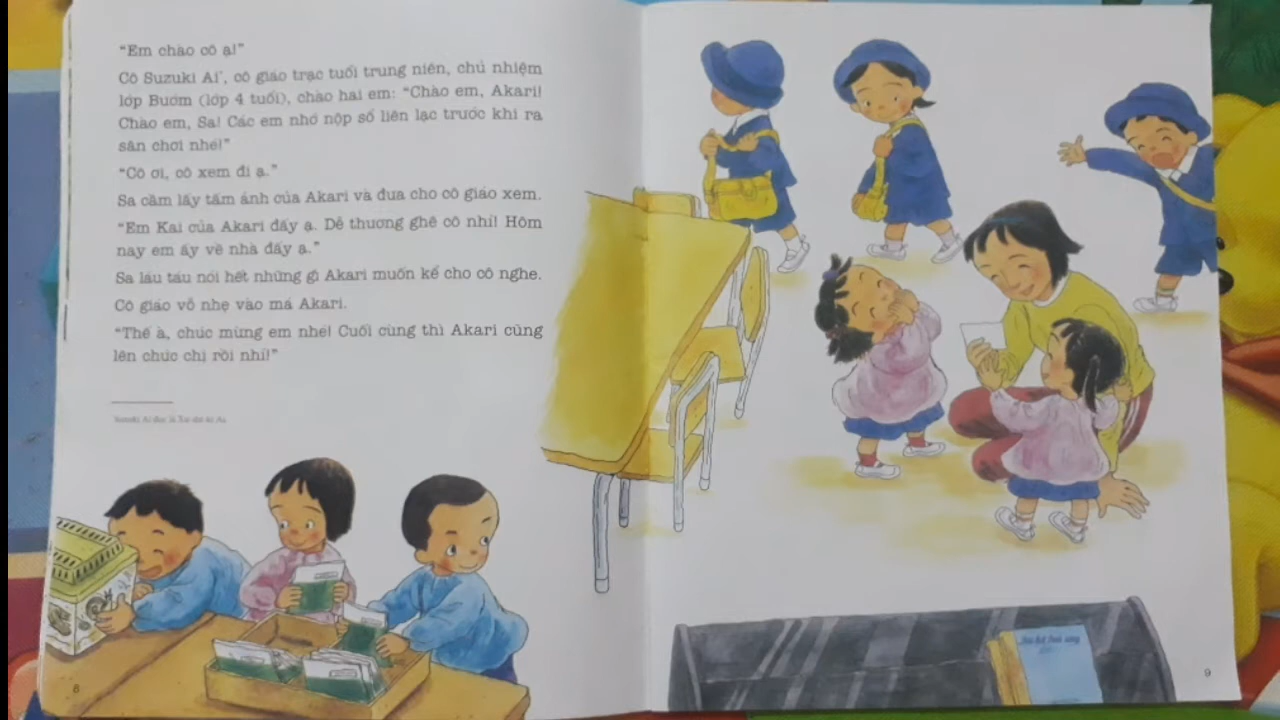 “Em chào cô ạ!”
Cô Suzuki Ai¹, cô giáo trạc tuổi trung niên, chủ nhiệm
lớp Bướm (lớp 4 tuổi), chào hai em: “Chào em, Akari!
Chào em, Sa! Các em nhớ nộp sổ liên lạc trước khi ra
sân chơi nhé!”
“Cô ơi, cô xem đi ạ.”
Sa cầm lấy tấm ảnh của Akari và đưa cho cô giáo xem.
“Em Kai của Akari đấy ạ. Dễ thương ghê cô nhỉ! Hôm
nay em ấy về nhà đấy ạ.”
Sa láu táu nói hết những gì Akari muốn kể cho cô nghe.
Cô giáo vỗ nhẹ vào má Akari.
“Thế à, chúc mừng em nhé! Cuối cùng thì Akari cũng
lên chức chị rồi nhỉ!”
Suzuki Ai đọc là
8
9